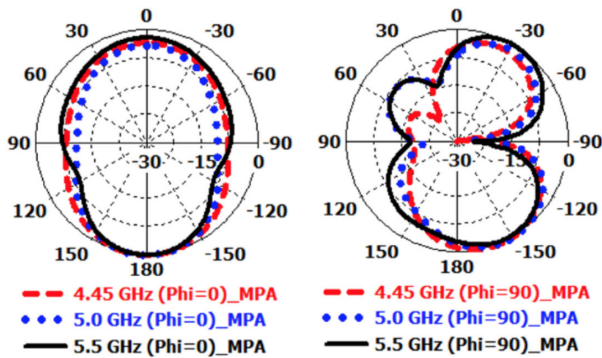 0
30 -30
60 -60
90 -90
-30 -15 0
120 -120
150 -150
180
4.45 GHz (Phi=0)_MPA
5.0 GHz (Phi=0)_MPA
5.5 GHz (Phi=0)_MPA
0
30 -30
60 -60
90 -90
-30 -15 0
120 -120
150 -150
180
4.45 GHz (Phi=90)_MPA
5.0 GHz (Phi=90)_MPA
5.5 GHz (Phi=90)_MPA